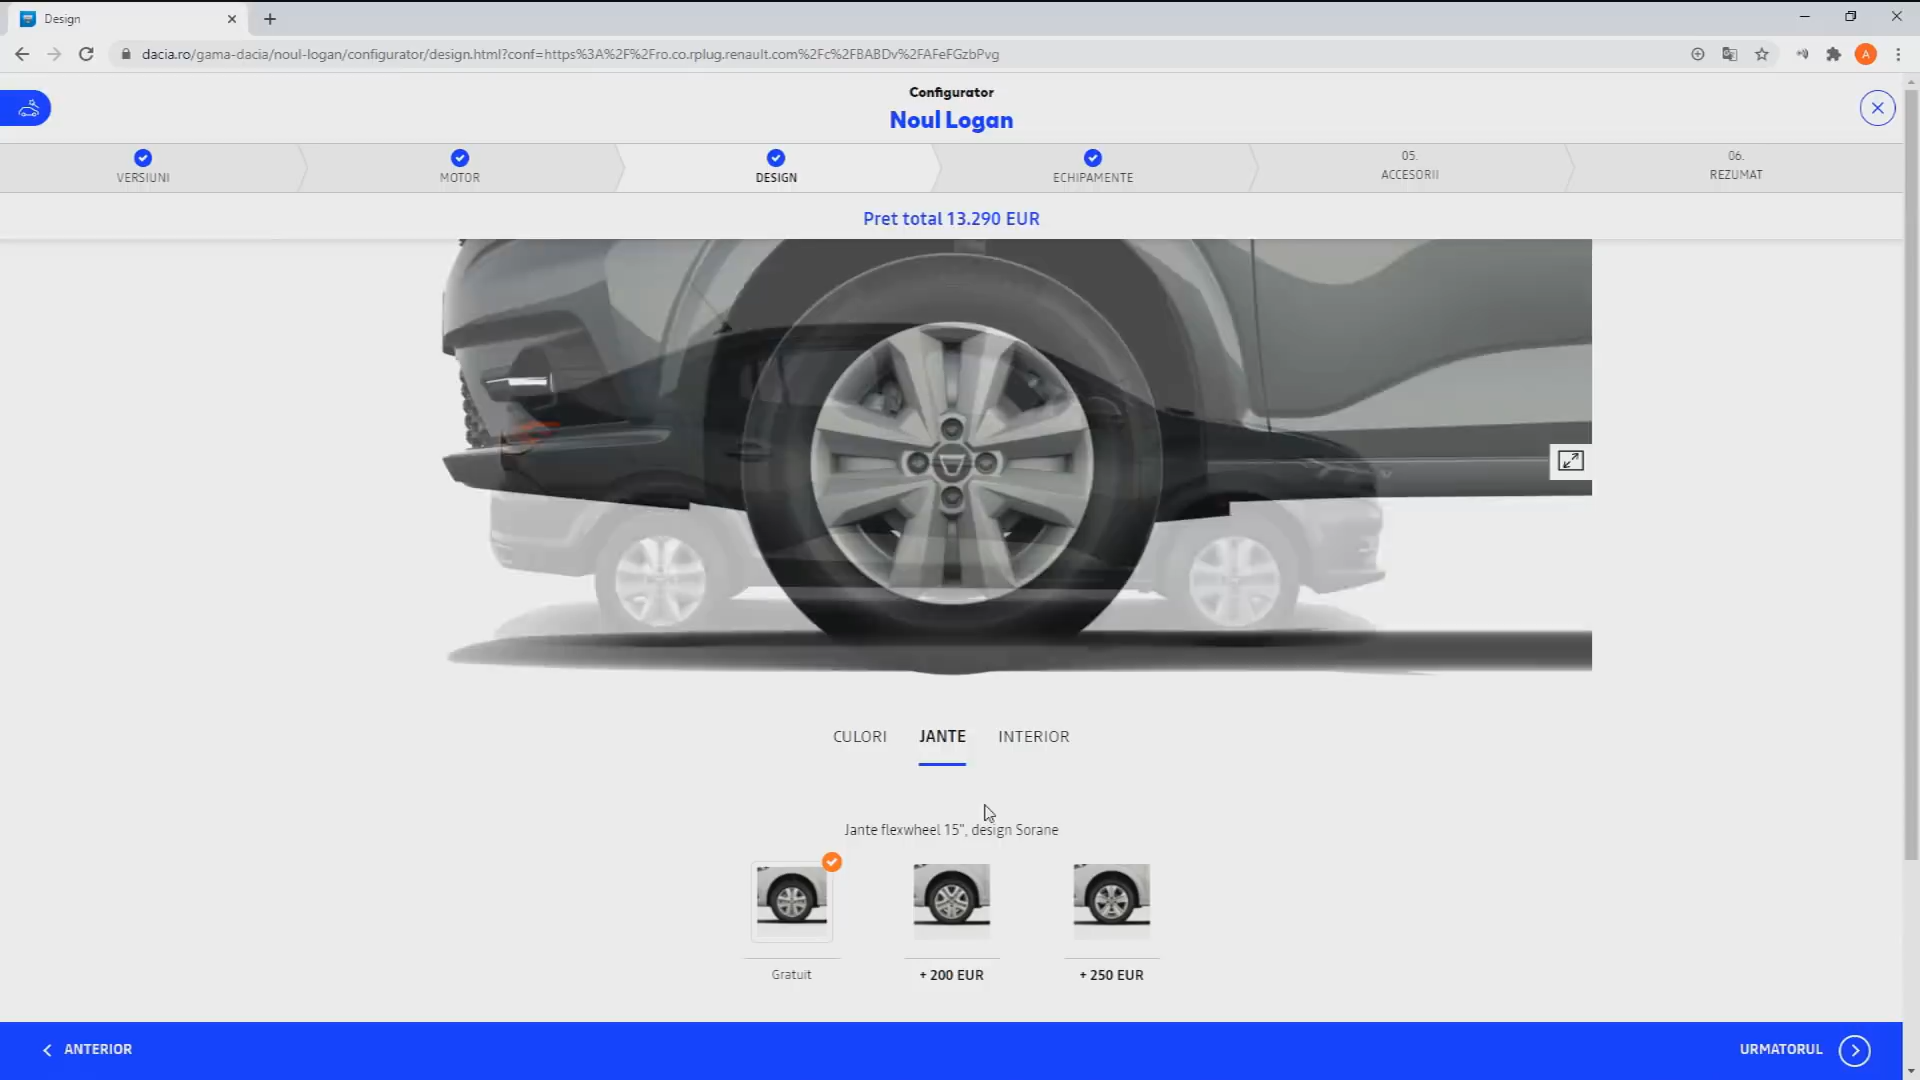 Design
dacia.ro/gama-dacia/noul-logan/configurator/design.html?conf=https%3A%2F%2Fro.co.rplug.renault.com%2Fc%2FBABDv%2FAFeFGzbPvg
A
Configurator
Noul Logan
VERSIUNI
MOTOR
DESIGN
ECHIPAMENTE
05.
ACCESORII
06.
REZUMAT
Pret total 13.290 EUR
CULORI
JANTE
INTERIOR
Jante flexwheel 15", design Sorane
Gratuit
+ 200 EUR
+ 250 EUR
ANTERIOR
URMATORUL